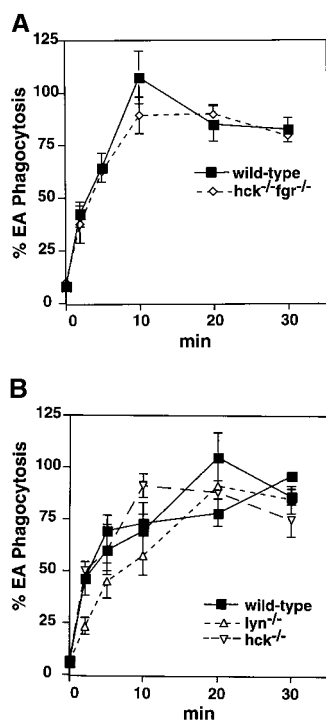 A
125
100
75
50
25
0
% EA Phagocytosis
wild-type
hck-/-fgr-/-
0 10 20 30
min
B
125
100
75
50
25
0
% EA Phagocytosis
wild-type
lyn-/-
hck-/-
0 10 20 30
min